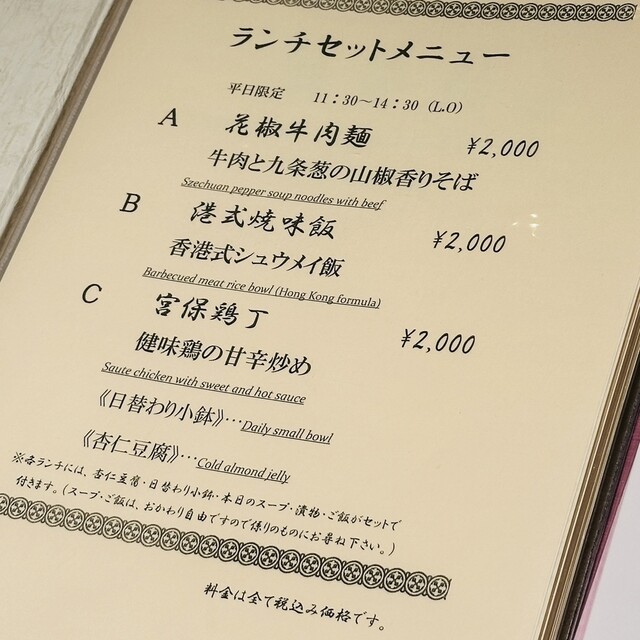 ランチセットメニュー
平日限定 11：30～14：30（L.O）
A 花椒牛肉麺 ¥2,000
牛肉と九条葱の山椒香りそば
Szechuan pepper soup noodles with beef
B 港式焼味飯 ¥2,000
香港式シュウメイ飯
Barbecued meat rice bowl (Hong Kong formula)
C 宮保鶏丁 ¥2,000
健味鶏の甘辛炒め
Saute chicken with sweet and hot sauce
《日替わり小鉢》…Daily small bowl
《杏仁豆腐》…Cold almond jelly
※各ランチには、杏仁豆腐・日替わり小鉢・本日のスープ・漬物・ご飯がセットで
付きます。（スープ・ご飯は、おかわり自由ですので係りのものにお尋ね下さい。）
料金は全て税込み価格です。